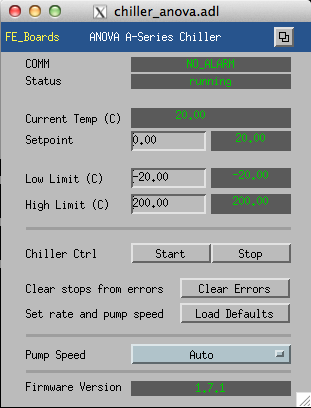 chiller_anova.adl
FE_Boards ANOVA A-Series Chiller
COMM NO_ALARM
Status running
Current Temp (C) 20.00
Setpoint 0.00 20.00
Low Limit (C) -20.00 -20.00
High Limit (C) 200.00 200.00
Chiller Ctrl Start Stop
Clear stops from errors Clear Errors
Set rate and pump speed Load Defaults
Pump Speed Auto
Firmware Version 1.7.1